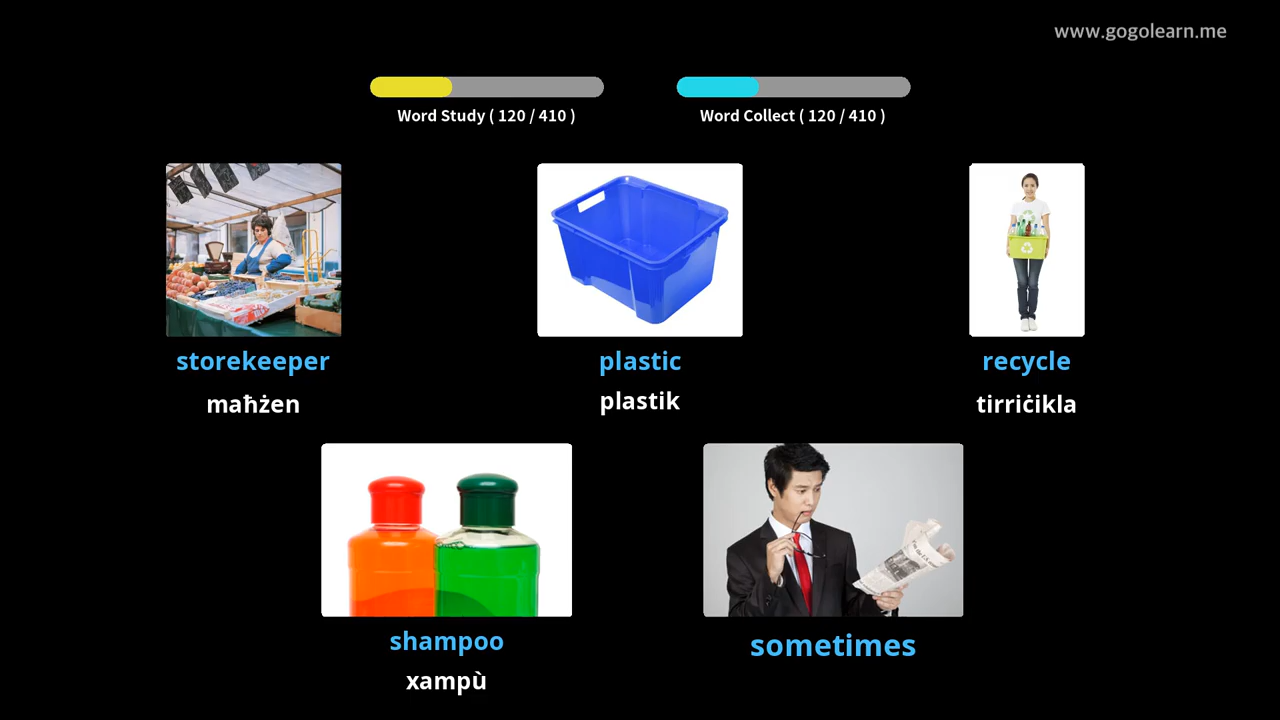 www.gogolearn.me
Word Study ( 120 / 410 )
Word Collect ( 120 / 410 )
storekeeper
maħżen
plastic
plastik
recycle
tirriċikla
shampoo
xampù
sometimes